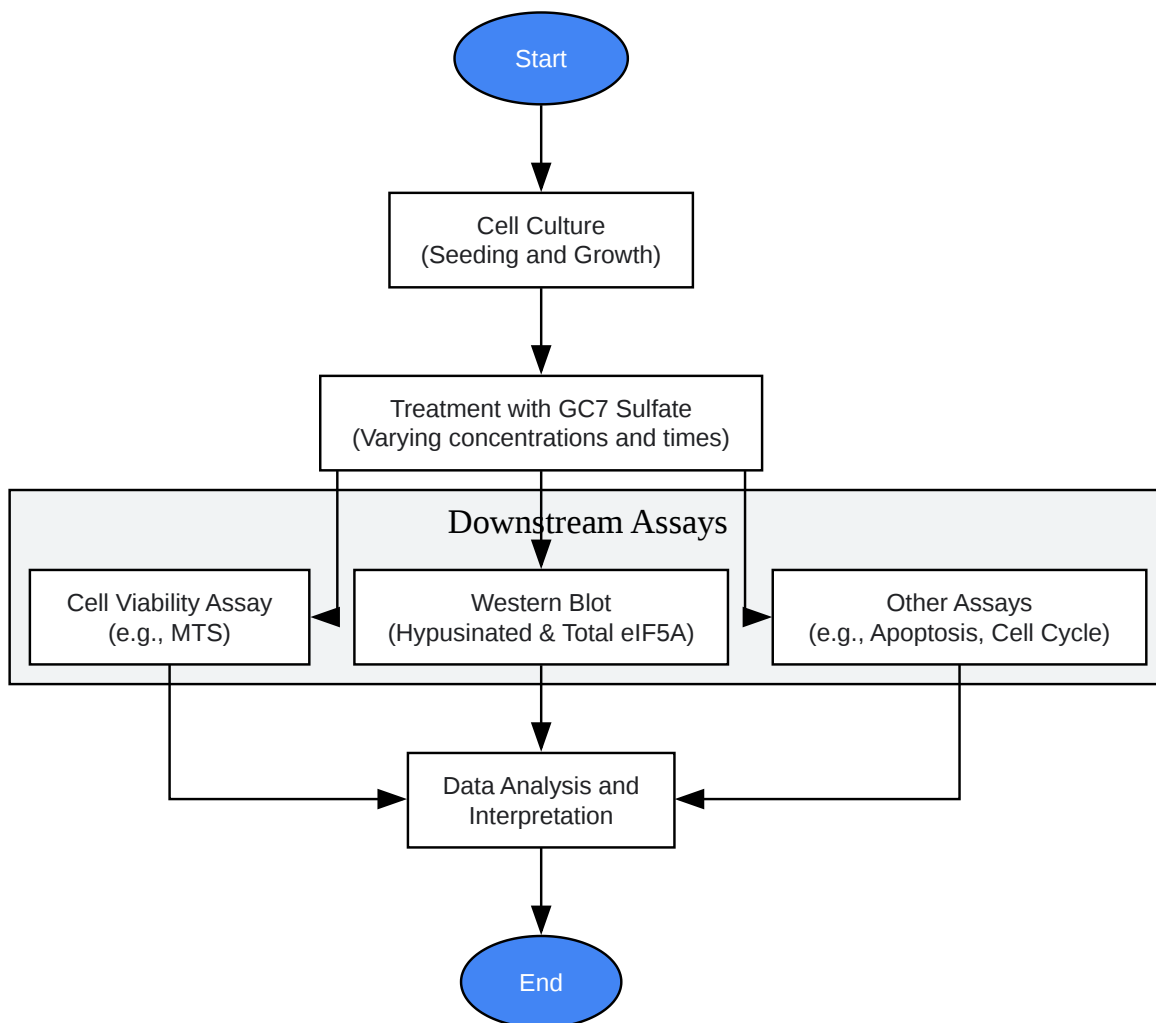 Start
Cell Culture
(Seeding and Growth)
Treatment with GC7 Sulfate
(Varying concentrations and times)
Downstream Assays
Cell Viability Assay
(e.g., MTS)
Western Blot
(Hypusinated & Total eIF5A)
Other Assays
(e.g., Apoptosis, Cell Cycle)
Data Analysis and
Interpretation
End